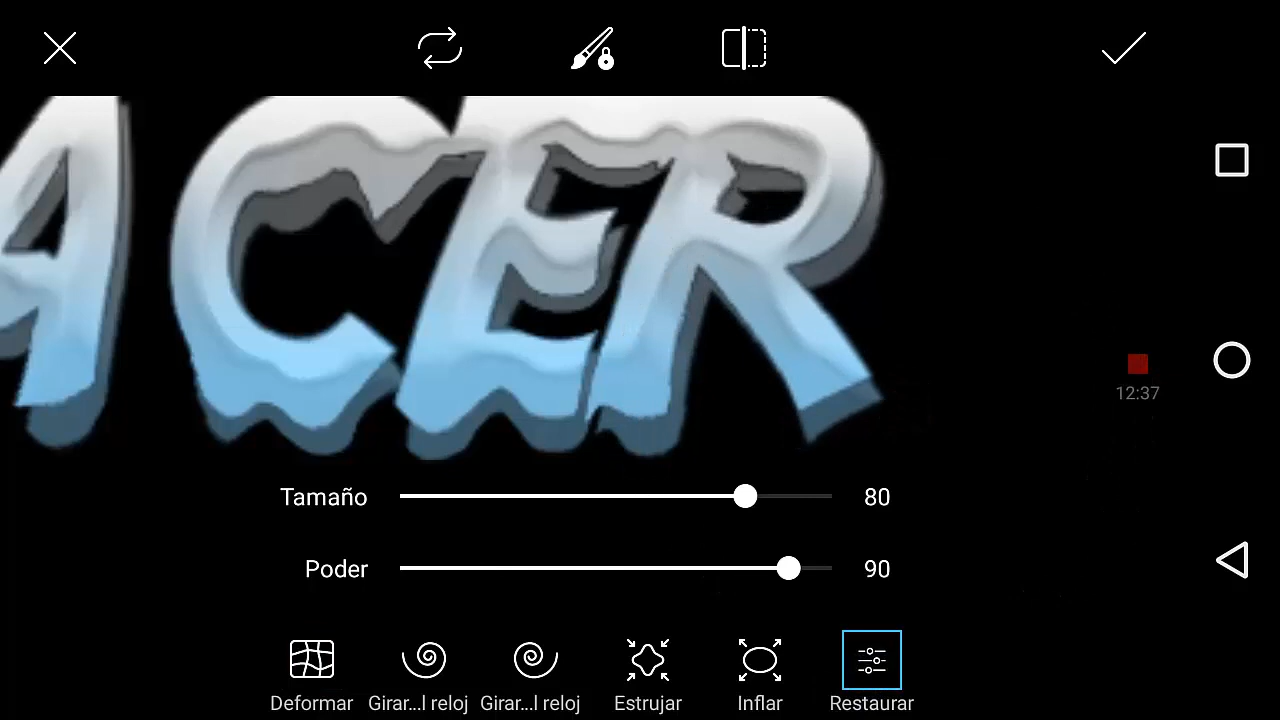 ACER
12:37
Tamaño 80
Poder 90
Deformar Girar...l reloj Girar...l reloj Estrujar Inflar Restaurar